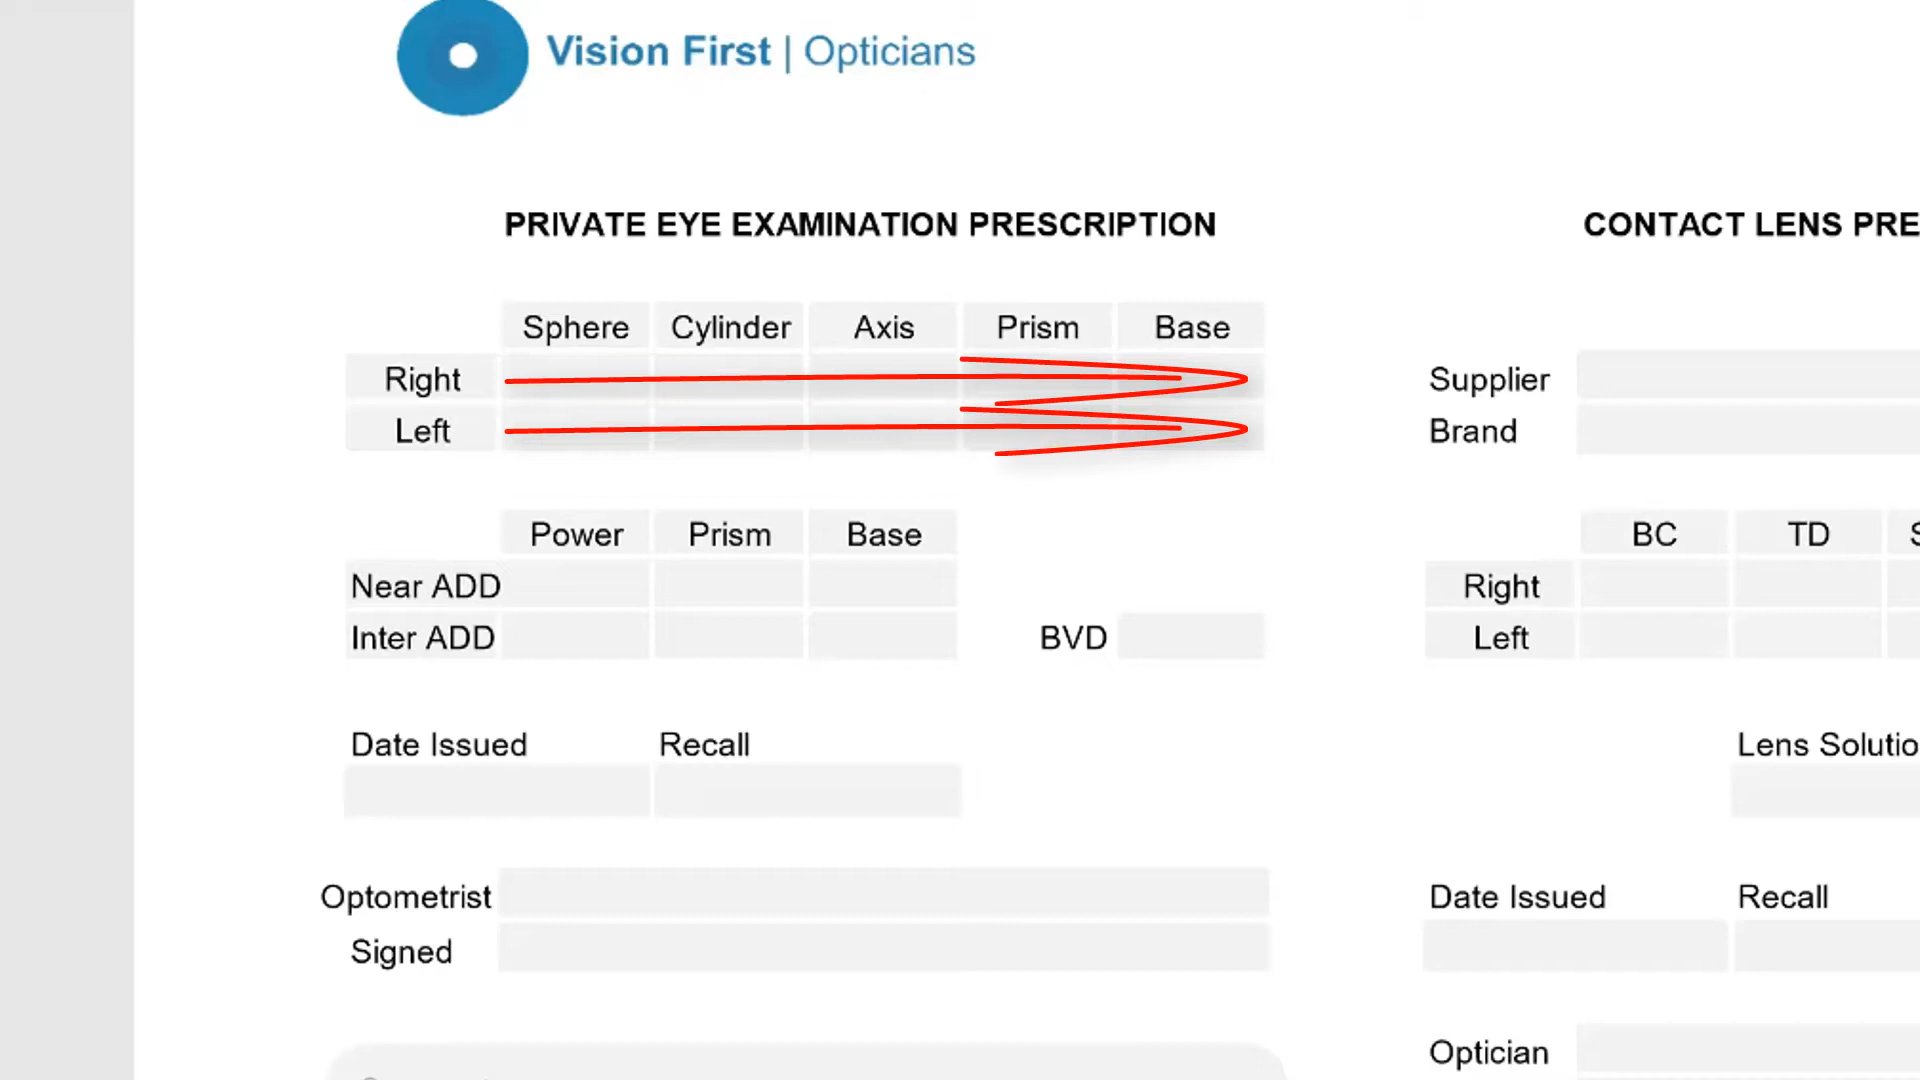 Vision First | Opticians
PRIVATE EYE EXAMINATION PRESCRIPTION
Sphere Cylinder Axis Prism Base
Right
Left
Power Prism Base
Near ADD
Inter ADD
BVD
Date Issued Recall
Optometrist
Signed
CONTACT LENS PRE
Supplier
Brand
BC TD S
Right
Left
Lens Solutio
Date Issued Recall
Optician